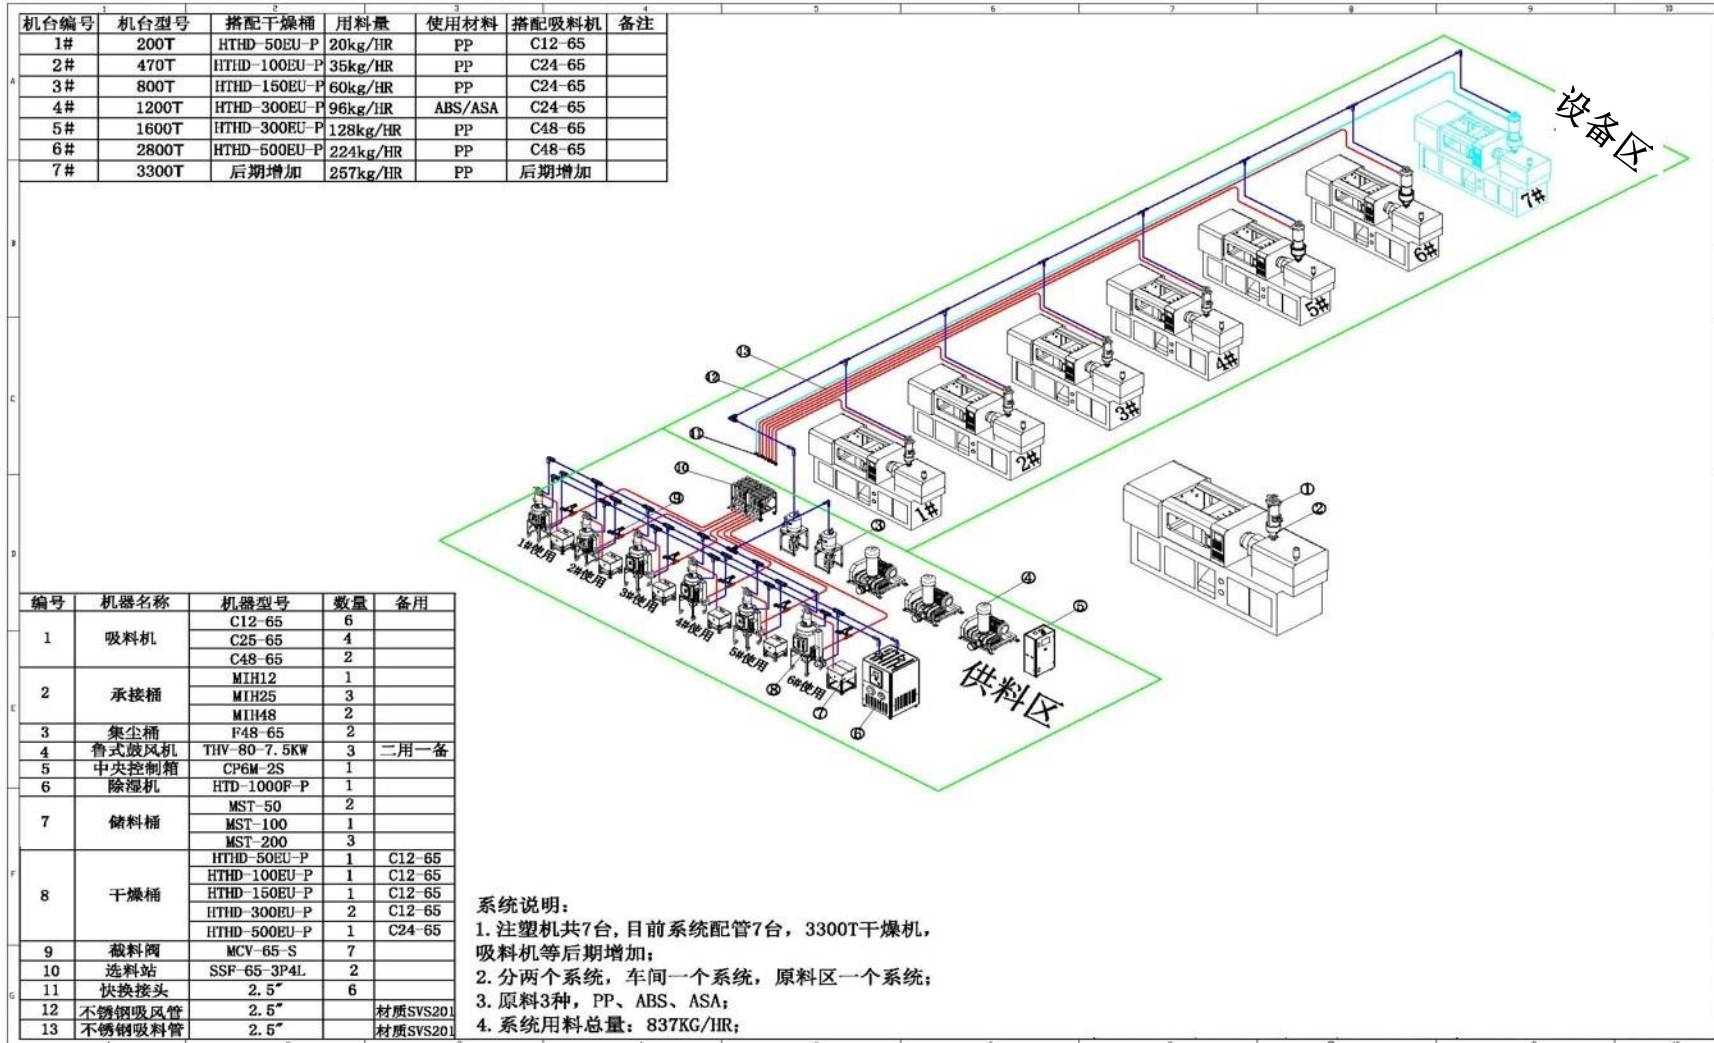 机台编号 机台型号 搭配干燥桶 用料量 使用材料 搭配吸料机 备注
1# 200T HTHD-50EU-P 20kg/HR PP C12-65
2# 470T HTHD-100EU-P 35kg/HR PP C24-65
3# 800T HTHD-150EU-P 60kg/HR PP C24-65
4# 1200T HTHD-300EU-P 96kg/HR ABS/ASA C24-65
5# 1600T HTHD-300EU-P 128kg/HR PP C48-65
6# 2800T HTHD-500EU-P 224kg/HR PP C48-65
7# 3300T 后期增加 257kg/HR PP 后期增加
设备区
7#
6#
5#
4#
3#
2#
1#
⑬
⑫
⑪
⑩
⑨
③
④
⑤
①
②
1#使用
2#使用
3#使用
4#使用
5#使用
6#使用
⑧
⑦
⑥
供料区
编号 机器名称 机器型号 数量 备用
1 吸料机 C12-65 6
C25-65 4
C48-65 2
2 承接桶 MIH12 1
MIH25 3
MIH48 2
3 集尘桶 F48-65 2
4 鲁式鼓风机 THV-80-7.5KW 3 二用一备
5 中央控制箱 CP6M-2S 1
6 除湿机 HTD-1000F-P 1
7 储料桶 MST-50 2
MST-100 1
MST-200 3
8 干燥桶 HTHD-50EU-P 1 C12-65
HTHD-100EU-P 1 C12-65
HTHD-150EU-P 1 C12-65
HTHD-300EU-P 2 C12-65
HTHD-500EU-P 1 C24-65
9 截料阀 MCV-65-S 7
10 选料站 SSF-65-3P4L 2
11 快换接头 2.5" 6
12 不锈钢吸风管 2.5" 材质SVS201
13 不锈钢吸料管 2.5" 材质SVS201
系统说明：
1.注塑机共7台,目前系统配管7台，3300T干燥机，
吸料机等后期增加；
2.分两个系统，车间一个系统，原料区一个系统；
3.原料3种，PP、ABS、ASA；
4.系统用料总量：837KG/HR；